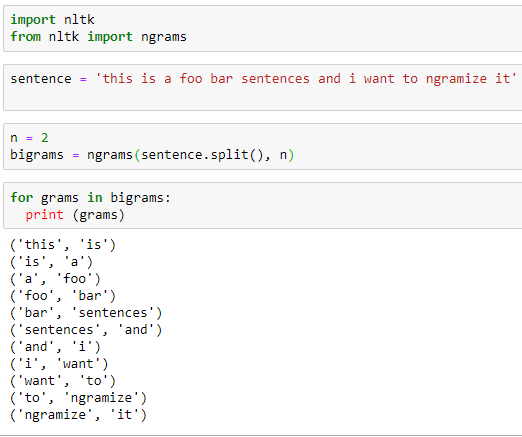 import nltk
from nltk import ngrams
sentence = 'this is a foo bar sentences and i want to ngramize it'
n = 2
bigrams = ngrams(sentence.split(), n)
for grams in bigrams:
  print (grams)
('this', 'is')
('is', 'a')
('a', 'foo')
('foo', 'bar')
('bar', 'sentences')
('sentences', 'and')
('and', 'i')
('i', 'want')
('want', 'to')
('to', 'ngramize')
('ngramize', 'it')